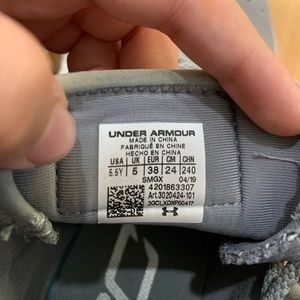 UNDER ARMOUR
MADE IN CHINA
FABRIQUÉ EN CHINE
HECHO EN CHINA
USA UK EUR CM CHN
5.5Y 5 38 24 240
SMGX 04/19
4201863307
Art 3020424-101
3GCLXDXP00417